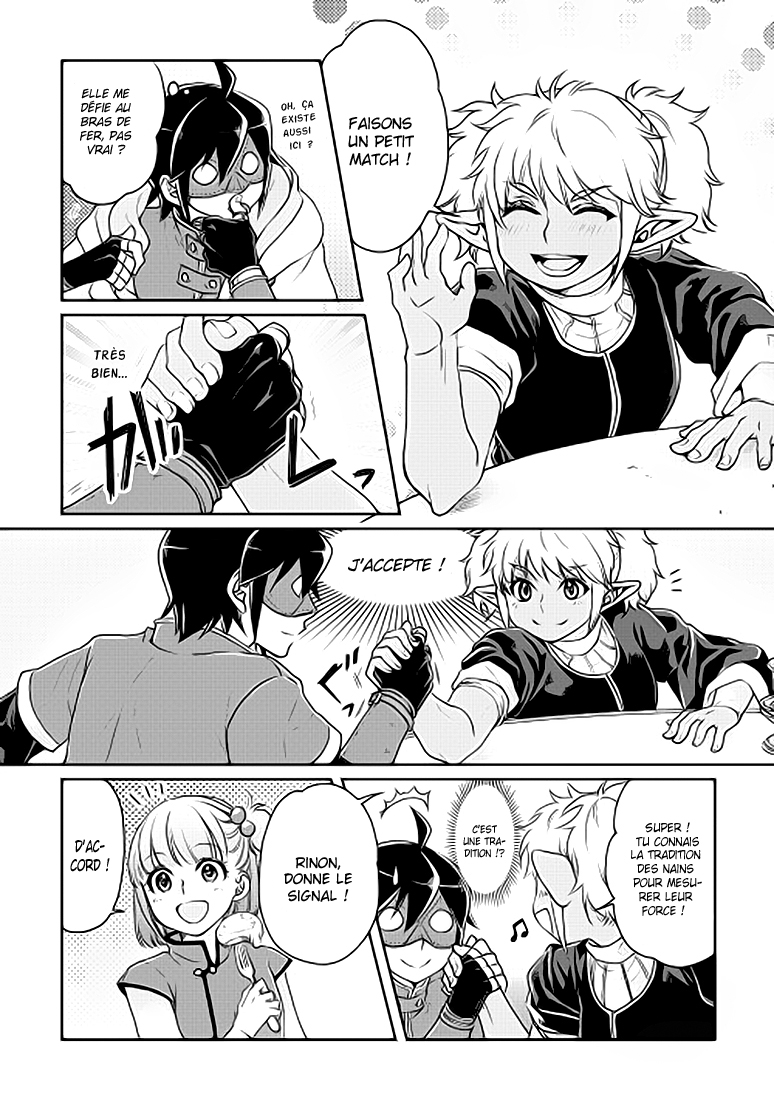 FAISONS
UN PETIT
MATCH !
OH, ÇA
EXISTE
AUSSI
ICI ?
ELLE ME
DÉFIE AU
BRAS DE
FER, PAS
VRAI ?
TRÈS
BIEN...
J'ACCEPTE !
SUPER !
TU CONNAIS
LA TRADITION
DES NAINS
POUR MESU-
RER LEUR
FORCE !
C'EST
UNE TRA-
DITION !?
RINON,
DONNE LE
SIGNAL !
D'AC-
CORD !